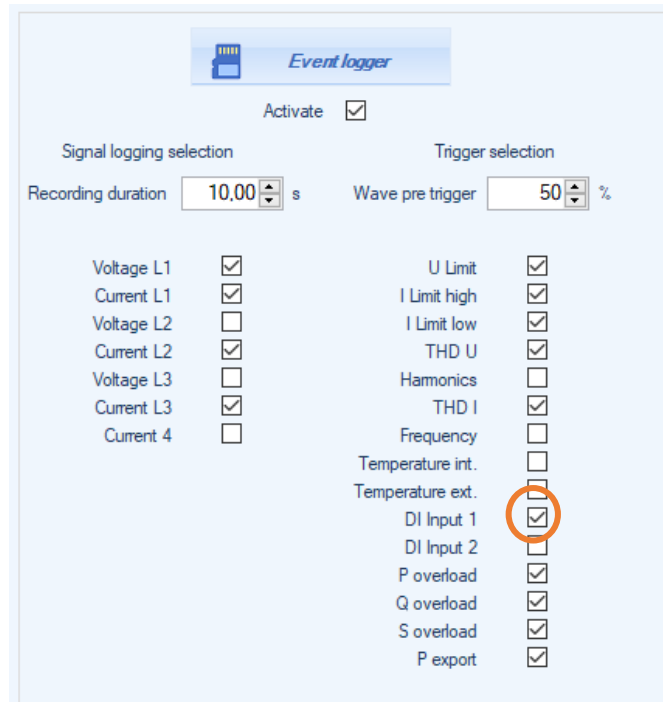 Event logger
Activate
Signal logging selection
Trigger selection
Recording duration 10,00 s
Wave pre trigger 50 %
Voltage L1
Current L1
Voltage L2
Current L2
Voltage L3
Current L3
Current 4
U Limit
I Limit high
I Limit low
THD U
Harmonics
THD I
Frequency
Temperature int.
Temperature ext.
DI Input 1
DI Input 2
P overload
Q overload
S overload
P export